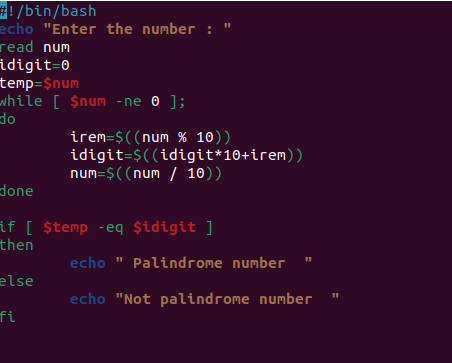 #!/bin/bash
echo "Enter the number : "
read num
idigit=0
temp=$num
while [ $num -ne 0 ];
do
        irem=$((num % 10))
        idigit=$((idigit*10+irem))
        num=$((num / 10))
done

if [ $temp -eq $idigit ]
then
        echo " Palindrome number  "
else
        echo "Not palindrome number  "
fi